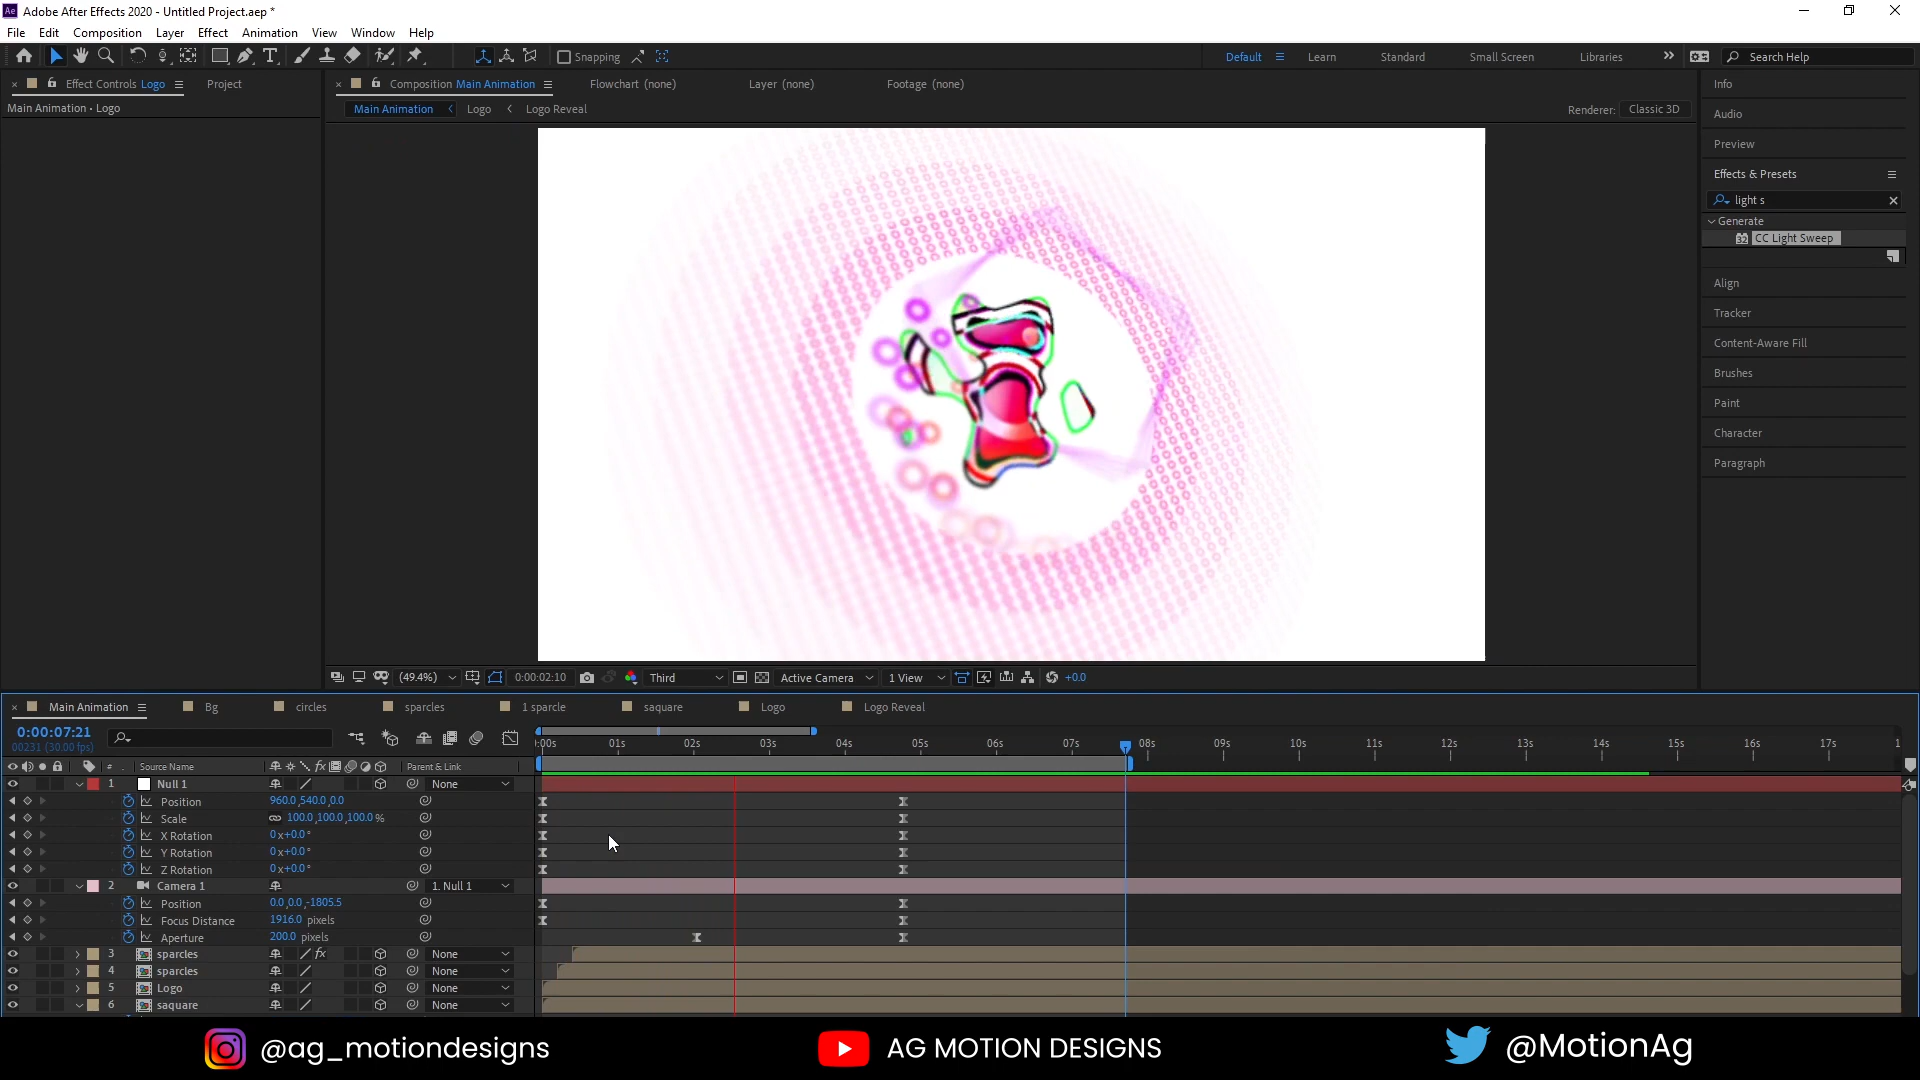 Ae Adobe After Effects 2020 - Untitled Project.aep *
File Edit Composition Layer Effect Animation View Window Help
Snapping Default Learn Standard Small Screen Libraries Search Help
Effect Controls Logo Project
Composition Main Animation Flowchart (none) Layer (none) Footage (none)
Info
Main Animation • Logo
Main Animation Logo Logo Reveal Renderer: Classic 3D
Audio
Preview
Effects & Presets
light s
Generate
32 CC Light Sweep
Align
Tracker
Content-Aware Fill
Brushes
Paint
Character
Paragraph
(49.4%) 0:00:02:10 Third Active Camera 1 View +0.0
Main Animation Bg circles sparcles 1 sparcle saquare Logo Logo Reveal
0:00:07:21
00231 (30.00 fps)
:00s 01s 02s 03s 04s 05s 06s 07s 08s 09s 10s 11s 12s 13s 14s 15s 16s 17s 1
# Source Name fx Parent & Link
1 Null 1 None
Position 960.0,540.0,0.0
Scale 100.0,100.0,100.0 %
X Rotation 0 x+0.0 °
Y Rotation 0 x+0.0 °
Z Rotation 0 x+0.0 °
2 Camera 1 1. Null 1
Position 0.0,0.0,-1805.5
Focus Distance 1916.0 pixels
Aperture 200.0 pixels
3 sparcles fx None
4 sparcles None
5 Logo None
6 saquare None
@ag_motiondesigns AG MOTION DESIGNS @MotionAg